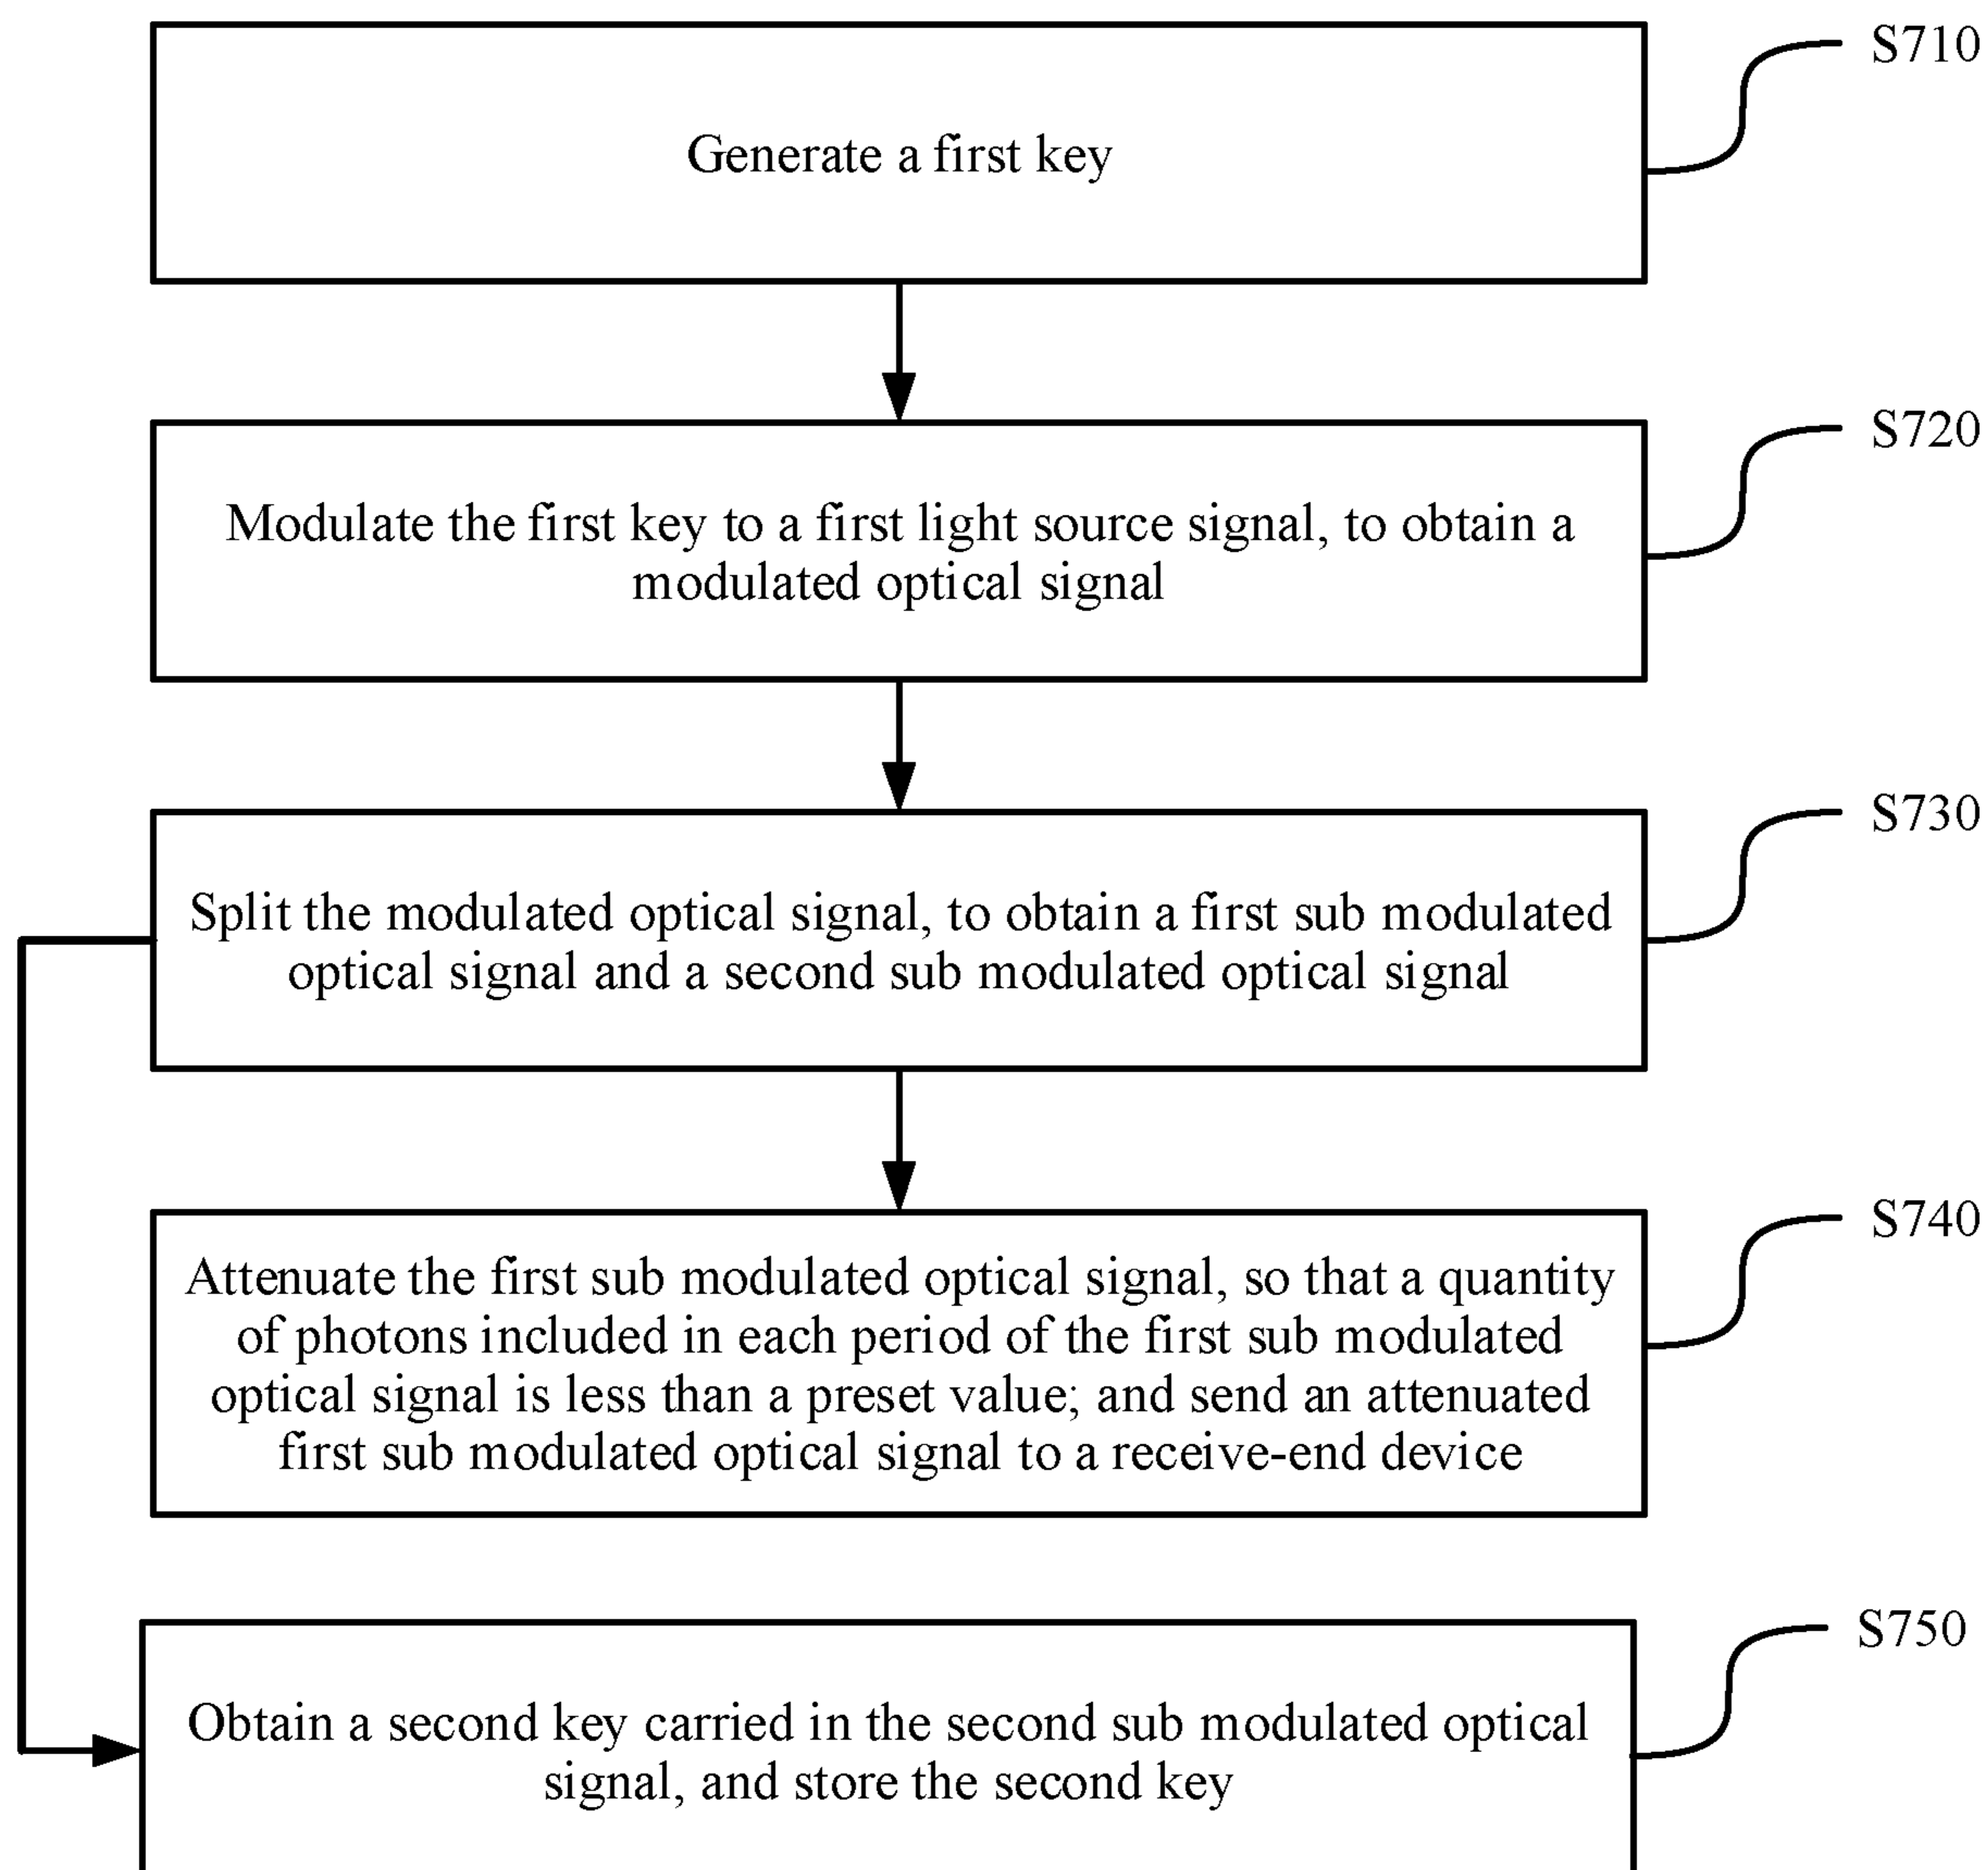 S710
Generate a first key
S720
Modulate the first key to a first light source signal, to obtain a
modulated optical signal
S730
Split the modulated optical signal, to obtain a first sub modulated
optical signal and a second sub modulated optical signal
S740
Attenuate the first sub modulated optical signal, so that a quantity
of photons included in each period of the first sub modulated
optical signal is less than a preset value; and send an attenuated
first sub modulated optical signal to a receive-end device
S750
Obtain a second key carried in the second sub modulated optical
signal, and store the second key